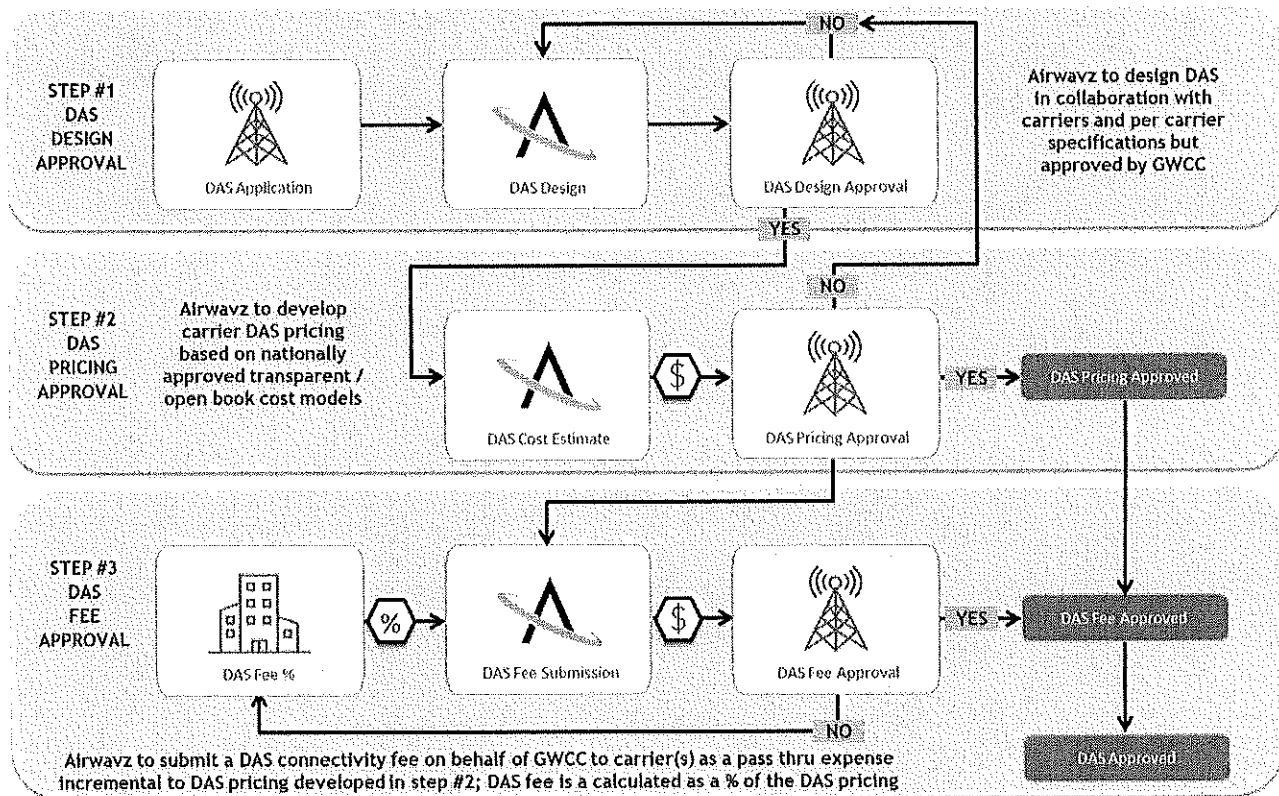 NO
STEP #1
DAS
DESIGN
APPROVAL
DAS Application
DAS Design
DAS Design Approval
Airwavz to design DAS
in collaboration with
carriers and per carrier
specifications but
approved by GWCC
YES
NO
STEP #2
DAS
PRICING
APPROVAL
Airwavz to develop
carrier DAS pricing
based on nationally
approved transparent /
open book cost models
$
YES
DAS Pricing Approved
DAS Cost Estimate
DAS Pricing Approval
STEP #3
DAS
FEE
APPROVAL
%
$
YES
DAS Fee Approved
DAS Fee %
DAS Fee Submission
DAS Fee Approval
NO
DAS Approved
Airwavz to submit a DAS connectivity fee on behalf of GWCC to carrier(s) as a pass thru expense
incremental to DAS pricing developed in step #2; DAS fee is a calculated as a % of the DAS pricing